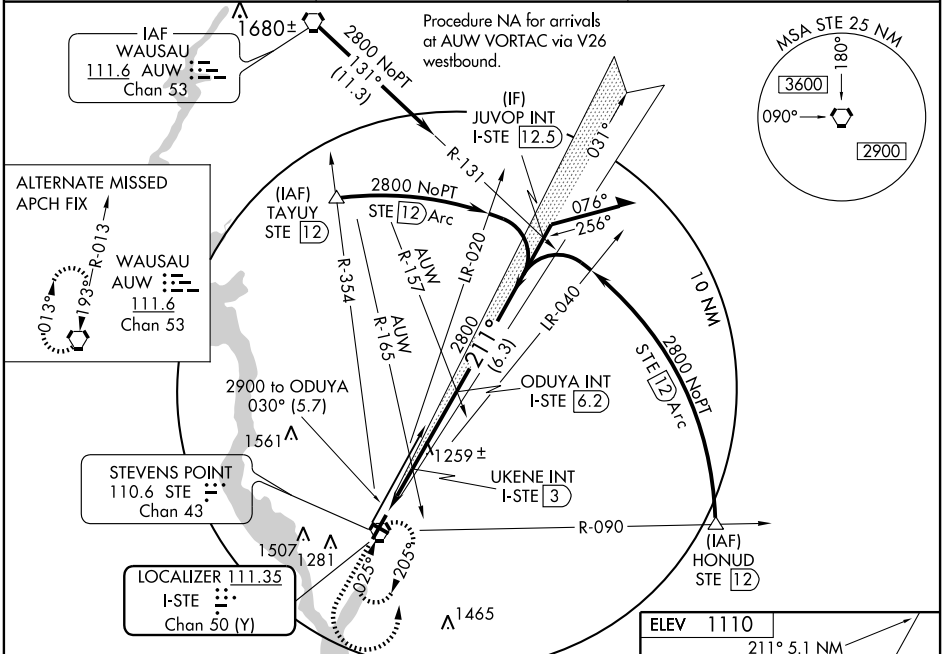 1680±
IAF
WAUSAU
111.6 AUW
Chan 53
2800 NoPT
131°
(11.3)
Procedure NA for arrivals
at AUW VORTAC via V26
westbound.
MSA STE 25 NM
180°
3600
090°
2900
(IF)
JUVOP INT
I-STE 12.5
031°
R-131
ALTERNATE MISSED
APCH FIX
R-013
013°
193°
WAUSAU
AUW
111.6
Chan 53
(IAF)
TAYUY
STE 12
2800 NoPT
STE 12 Arc
076°
256°
R-354
AUW
R-157
AUW
R-165
LR-020
LR-040
10 NM
2800
211°
(6.3)
2800 NoPT
STE 12 Arc
2900 to ODUYA
030° (5.7)
ODUYA INT
I-STE 6.2
1561
1259±
UKENE INT
I-STE 3
STEVENS POINT
110.6 STE
Chan 43
R-090
(IAF)
HONUD
STE 12
1507
1281
025°
205°
LOCALIZER 111.35
I-STE
Chan 50 (Y)
1465
ELEV 1110
211° 5.1 NM